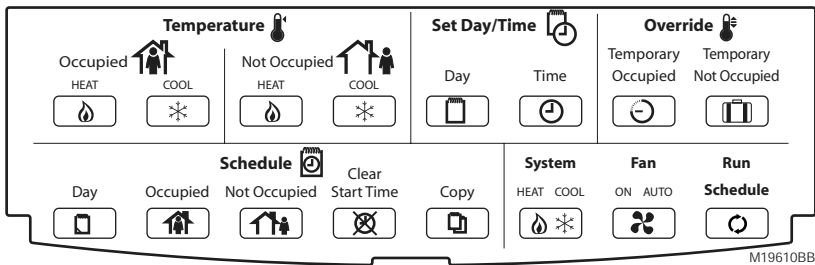 Temperature
Set Day/Time
Override
Occupied
Not Occupied
HEAT COOL
HEAT COOL
Day
Time
Temporary Occupied
Temporary Not Occupied
Schedule
Day
Occupied
Not Occupied
Clear
Start Time
Copy
System
HEAT COOL
Fan
ON AUTO
Run
Schedule
M19610BB